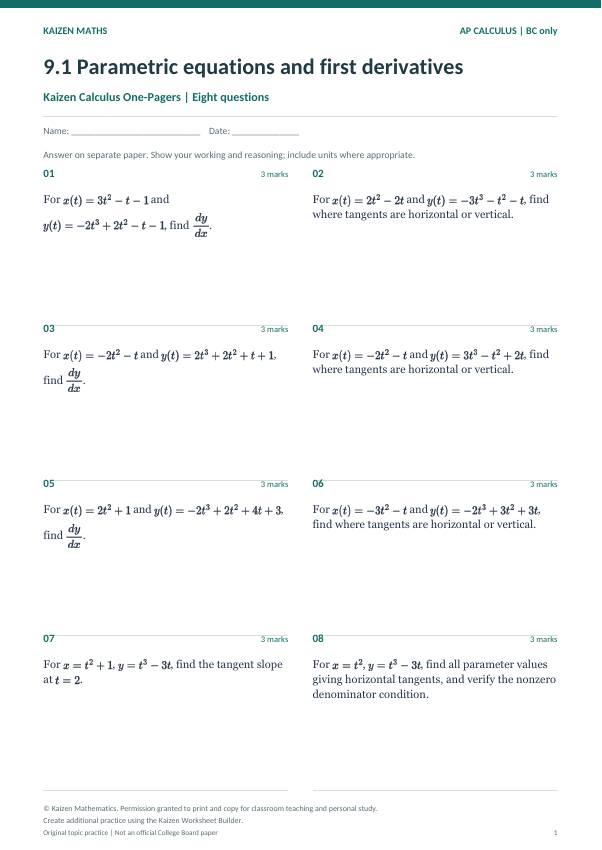 KAIZEN MATHS
AP CALCULUS | BC only
9.1 Parametric equations and first derivatives
Kaizen Calculus One-Pagers | Eight questions
Name: ____________________________ Date: ______________
Answer on separate paper. Show your working and reasoning; include units where appropriate.
01 3 marks
For x(t) = 3t² − t − 1 and
y(t) = −2t³ + 2t² − t − 1, find dy/dx.
02 3 marks
For x(t) = 2t² − 2t and y(t) = −3t³ − t² − t, find
where tangents are horizontal or vertical.
03 3 marks
For x(t) = −2t² − t and y(t) = 2t³ + 2t² + t + 1,
find dy/dx.
04 3 marks
For x(t) = −2t² − t and y(t) = 3t³ − t² + 2t, find
where tangents are horizontal or vertical.
05 3 marks
For x(t) = 2t² + 1 and y(t) = −2t³ + 2t² + 4t + 3,
find dy/dx.
06 3 marks
For x(t) = −3t² − t and y(t) = −2t³ + 3t² + 3t,
find where tangents are horizontal or vertical.
07 3 marks
For x = t² + 1, y = t³ − 3t, find the tangent slope
at t = 2.
08 3 marks
For x = t², y = t³ − 3t, find all parameter values
giving horizontal tangents, and verify the nonzero
denominator condition.
© Kaizen Mathematics. Permission granted to print and copy for classroom teaching and personal study.
Create additional practice using the Kaizen Worksheet Builder.
Original topic practice | Not an official College Board paper
1